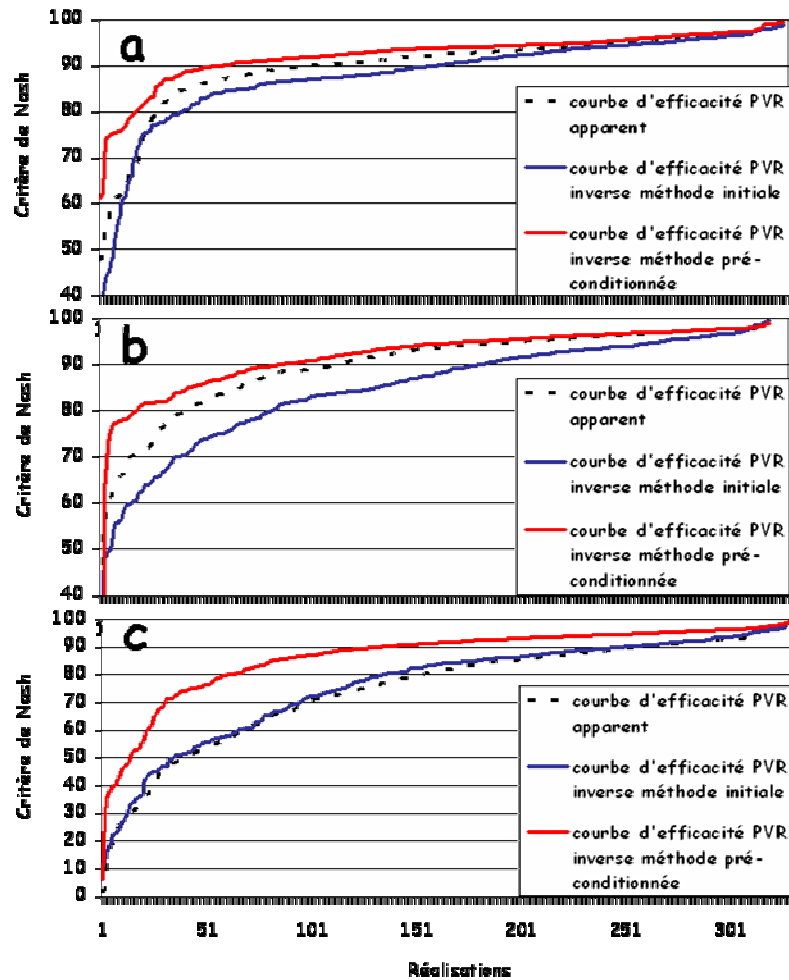 a
Critère de Nash
100
90
80
70
60
50
40
courbe d'efficacité PVR
apparent
courbe d'efficacité PVR
inverse méthode initiale
courbe d'efficacité PVR
inverse méthode pré-
conditionnée
b
Critère de Nash
100
90
80
70
60
50
40
courbe d'efficacité PVR
apparent
courbe d'efficacité PVR
inverse méthode initiale
courbe d'efficacité PVR
inverse méthode pré-
conditionnée
c
Critère de Nash
100
90
80
70
60
50
40
30
20
10
0
courbe d'efficacité PVR
apparent
courbe d'efficacité PVR
inverse méthode initiale
courbe d'efficacité PVR
inverse méthode pré-
conditionnée
1 51 101 151 201 251 301
Réalisations